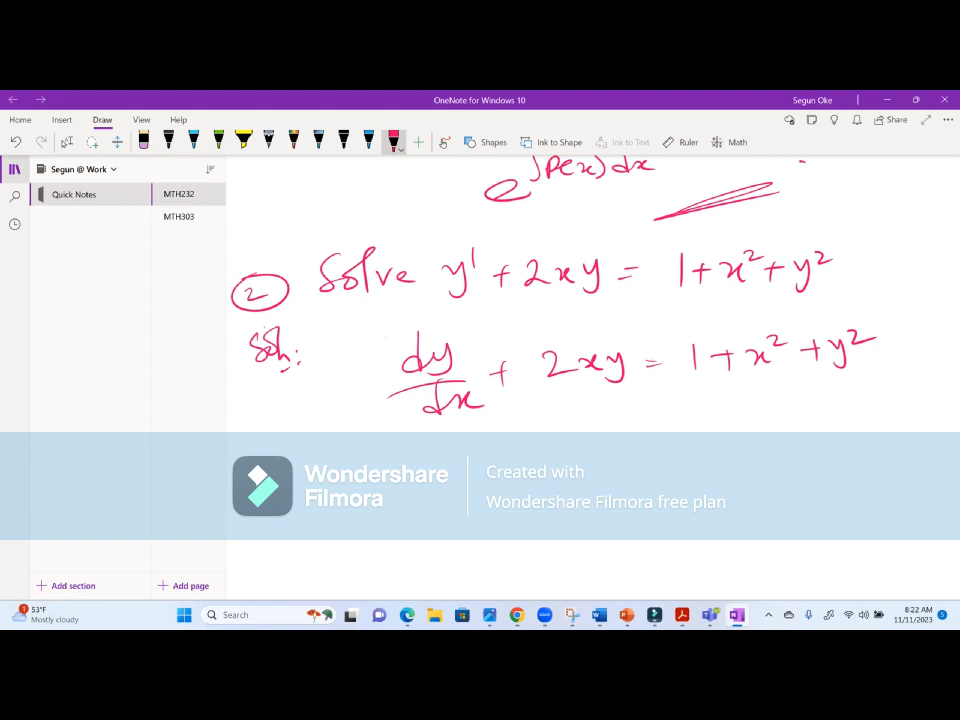 OneNote for Windows 10
Segun Oke
Home Insert Draw View Help
Share
Shapes Ink to Shape Ink to Text Ruler Math
Segun @ Work
Quick Notes
MTH232
MTH303
e^∫P(x)dx
② Solve y' + 2xy = 1+x²+y²
Soln:
dy/dx + 2xy = 1+x²+y²
Wondershare
Filmora
Created with
Wondershare Filmora free plan
+ Add section
+ Add page
1
53°F
Mostly cloudy
Search
8:22 AM
11/11/2023
5